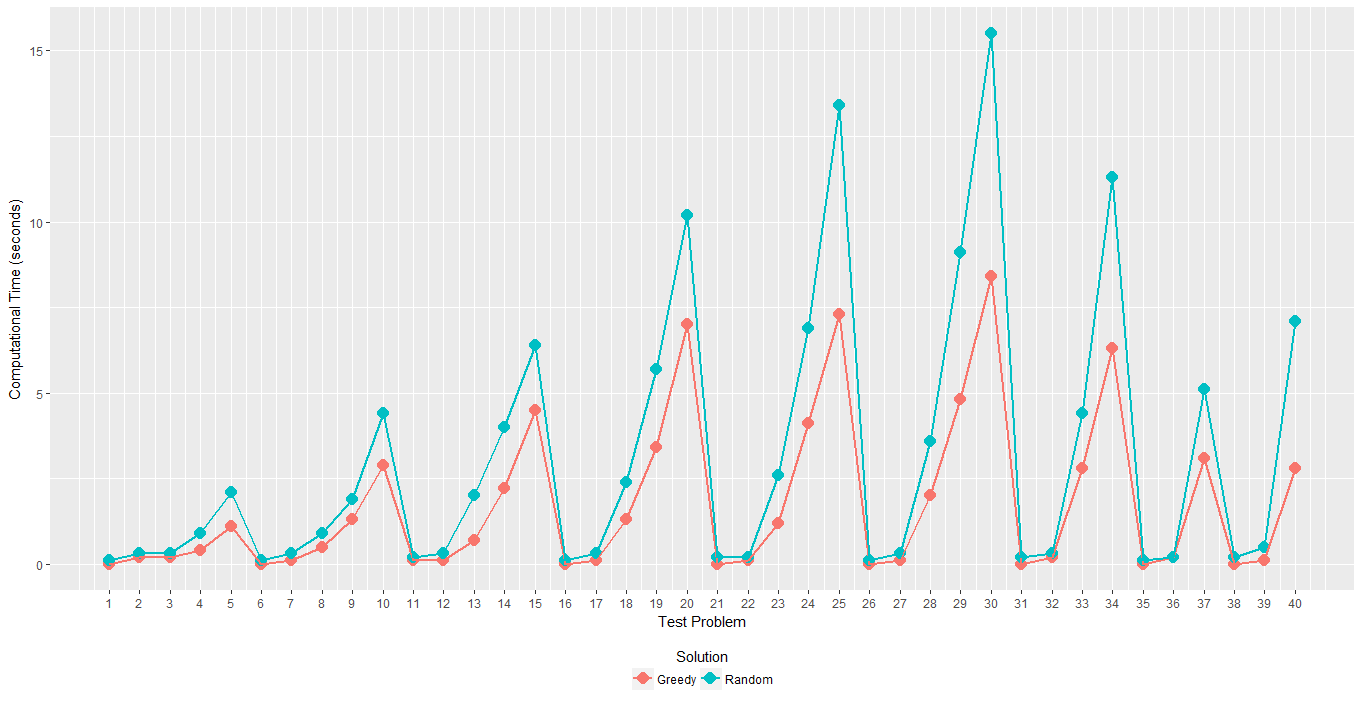 Computational Time (seconds)
15
10
5
0
1 2 3 4 5 6 7 8 9 10 11 12 13 14 15 16 17 18 19 20 21 22 23 24 25 26 27 28 29 30 31 32 33 34 35 36 37 38 39 40
Test Problem
Solution
Greedy Random